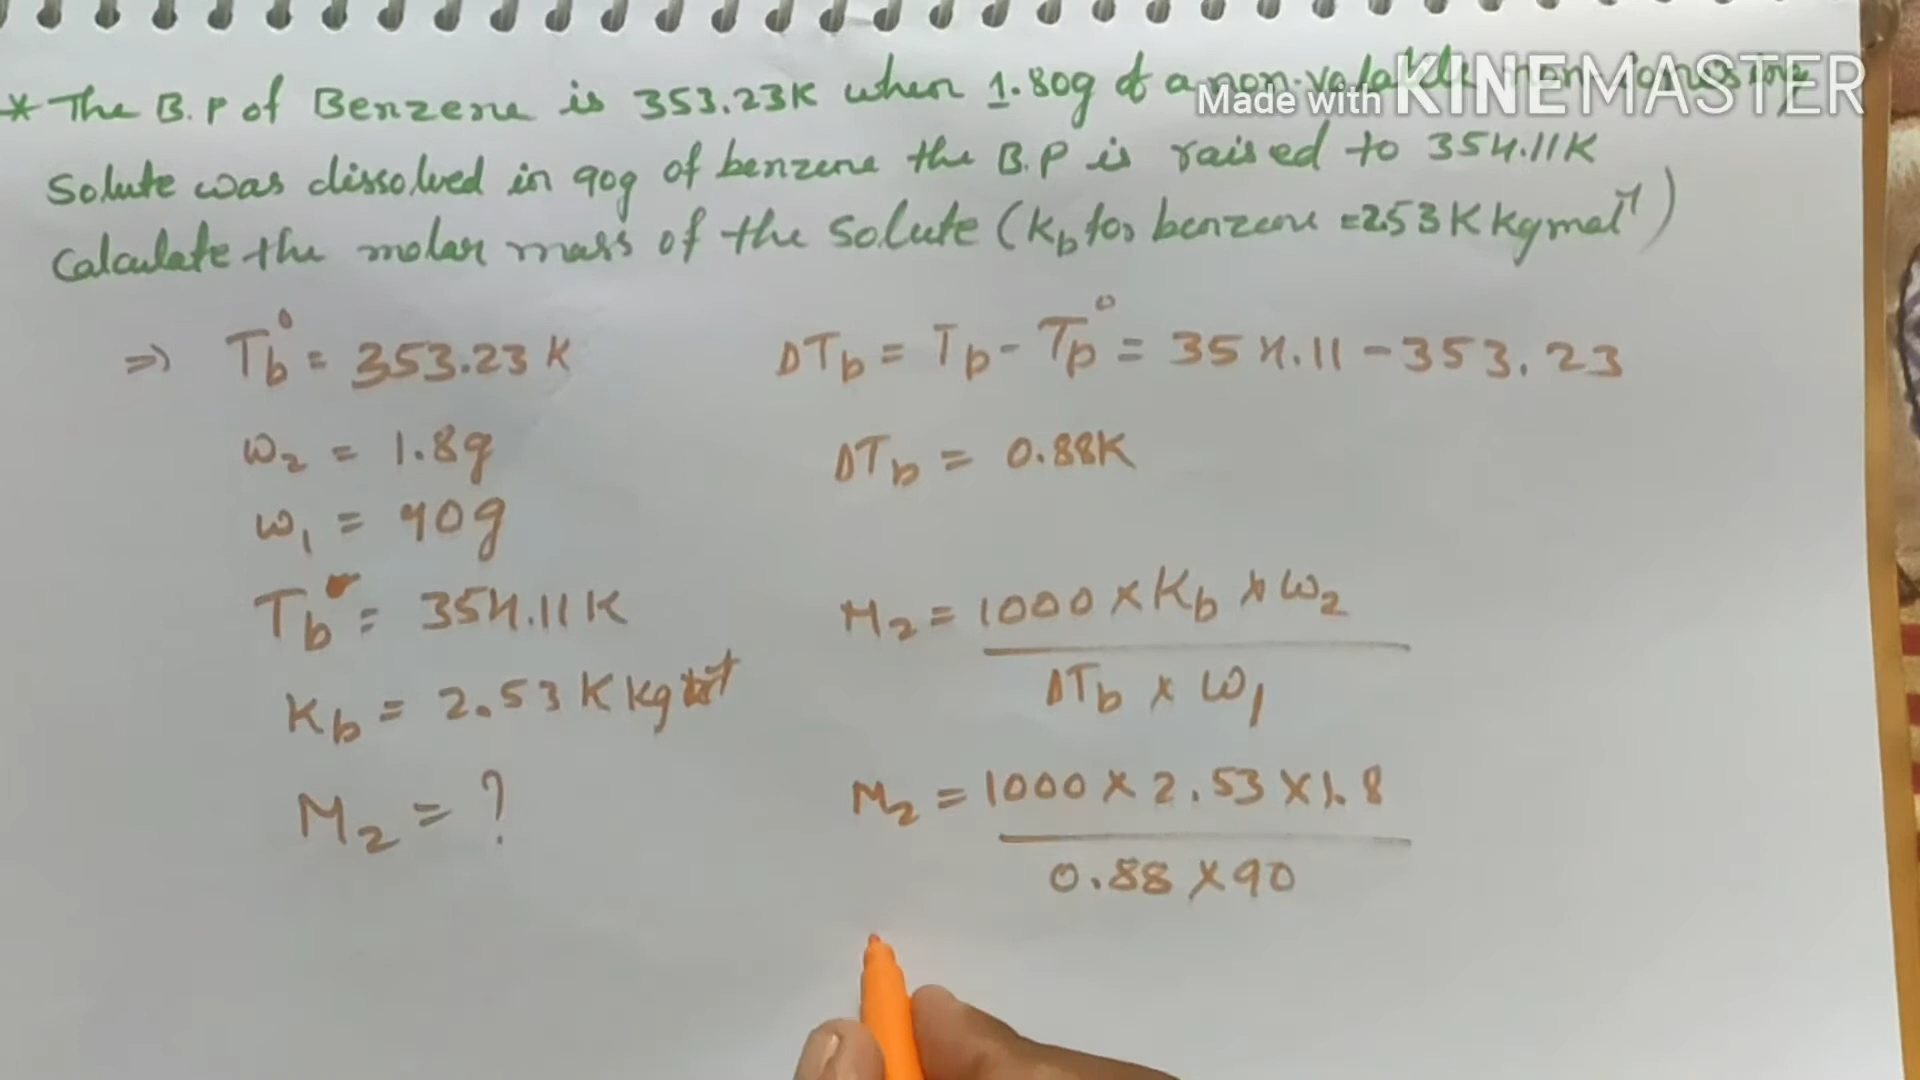 * The B.P of Benzene is 353.23K when 1.80g of a non-volatile non-ionising
Made with KINEMASTER
Solute was dissolved in 90g of benzene the B.P is raised to 354.11K
Calculate the molar mass of the solute (Kb for benzene = 2.53 K kg mol⁻¹)
⇒ Tb° = 353.23 K
ΔTb = Tb - Tb° = 354.11 - 353.23
w₂ = 1.8g
ΔTb = 0.88K
w₁ = 90g
Tb = 354.11K
M₂ = 1000 × Kb × w₂
ΔTb × w₁
Kb = 2.53 K kg
M₂ = ?
M₂ = 1000 × 2.53 × 1.8
0.88 × 90